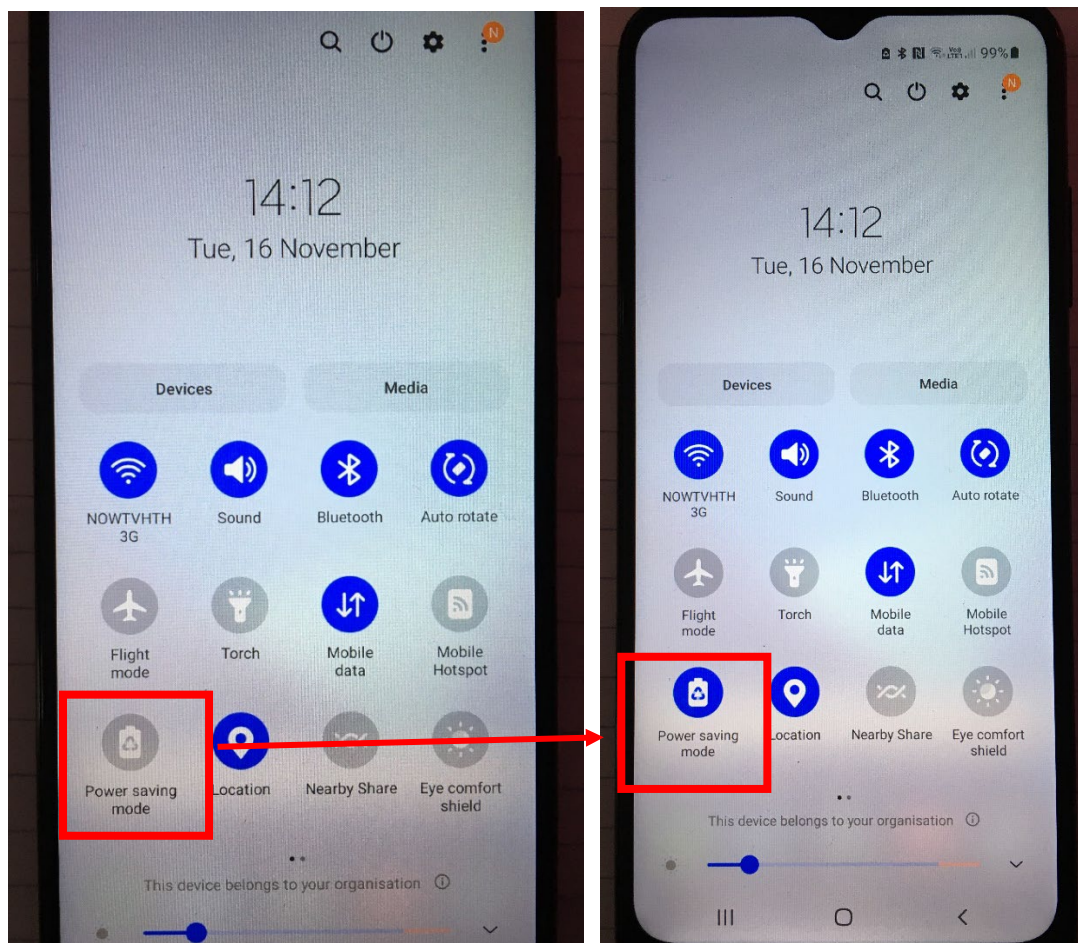 N
14:12
Tue, 16 November
Devices Media
NOWTVHTH
3G
Sound
Bluetooth
Auto rotate
Flight
mode
Torch
Mobile
data
Mobile
Hotspot
Power saving
mode
Location
Nearby Share
Eye comfort
shield
This device belongs to your organisation
99%
N
14:12
Tue, 16 November
Devices Media
NOWTVHTH
3G
Sound
Bluetooth
Auto rotate
Flight
mode
Torch
Mobile
data
Mobile
Hotspot
Power saving
mode
Location
Nearby Share
Eye comfort
shield
This device belongs to your organisation